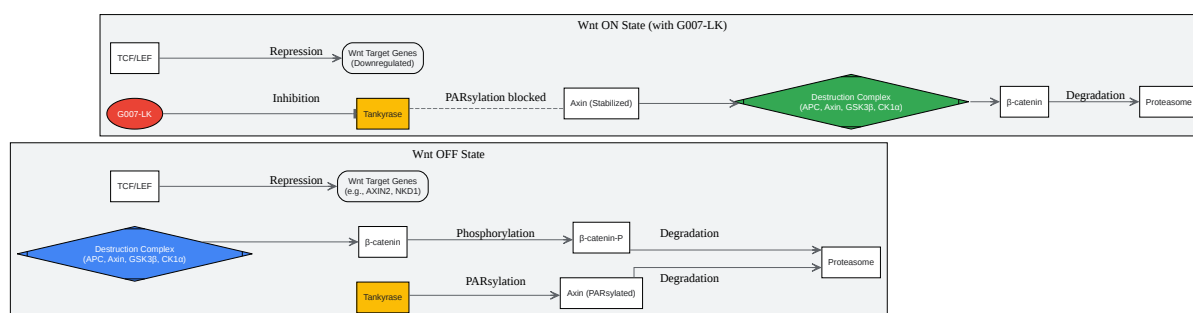 Wnt ON State (with G007-LK)
TCF/LEF
Repression
Wnt Target Genes
(Downregulated)
G007-LK
Inhibition
Tankyrase
PARsylation blocked
Axin (Stabilized)
Destruction Complex
(APC, Axin, GSK3β, CK1α)
β-catenin
Degradation
Proteasome
Wnt OFF State
TCF/LEF
Repression
Wnt Target Genes
(e.g., AXIN2, NKD1)
Destruction Complex
(APC, Axin, GSK3β, CK1α)
β-catenin
Phosphorylation
β-catenin-P
Degradation
Proteasome
Tankyrase
PARsylation
Axin (PARsylated)
Degradation